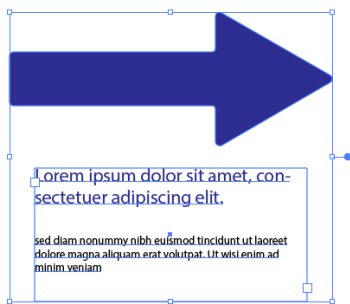 Lorem ipsum dolor sit amet, con-
sectetuer adipiscing elit.
sed diam nonummy nibh euismod tincidunt ut laoreet
dolore magna aliquam erat volutpat. Ut wisi enim ad
minim veniam